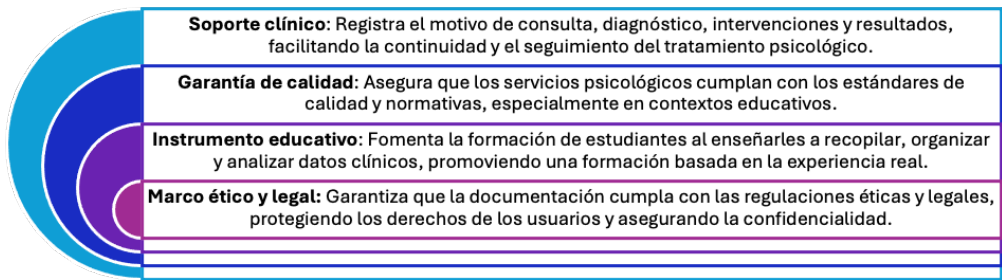 Soporte clínico: Registra el motivo de consulta, diagnóstico, intervenciones y resultados,
facilitando la continuidad y el seguimiento del tratamiento psicológico.
Garantía de calidad: Asegura que los servicios psicológicos cumplan con los estándares de
calidad y normativas, especialmente en contextos educativos.
Instrumento educativo: Fomenta la formación de estudiantes al enseñarles a recopilar, organizar
y analizar datos clínicos, promoviendo una formación basada en la experiencia real.
Marco ético y legal: Garantiza que la documentación cumpla con las regulaciones éticas y legales,
protegiendo los derechos de los usuarios y asegurando la confidencialidad.